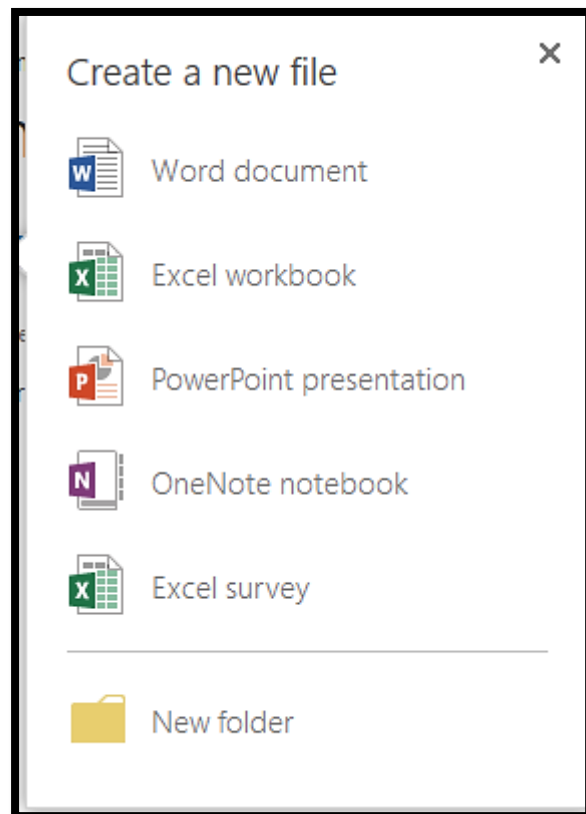 Create a new file
Word document
Excel workbook
PowerPoint presentation
OneNote notebook
Excel survey
New folder